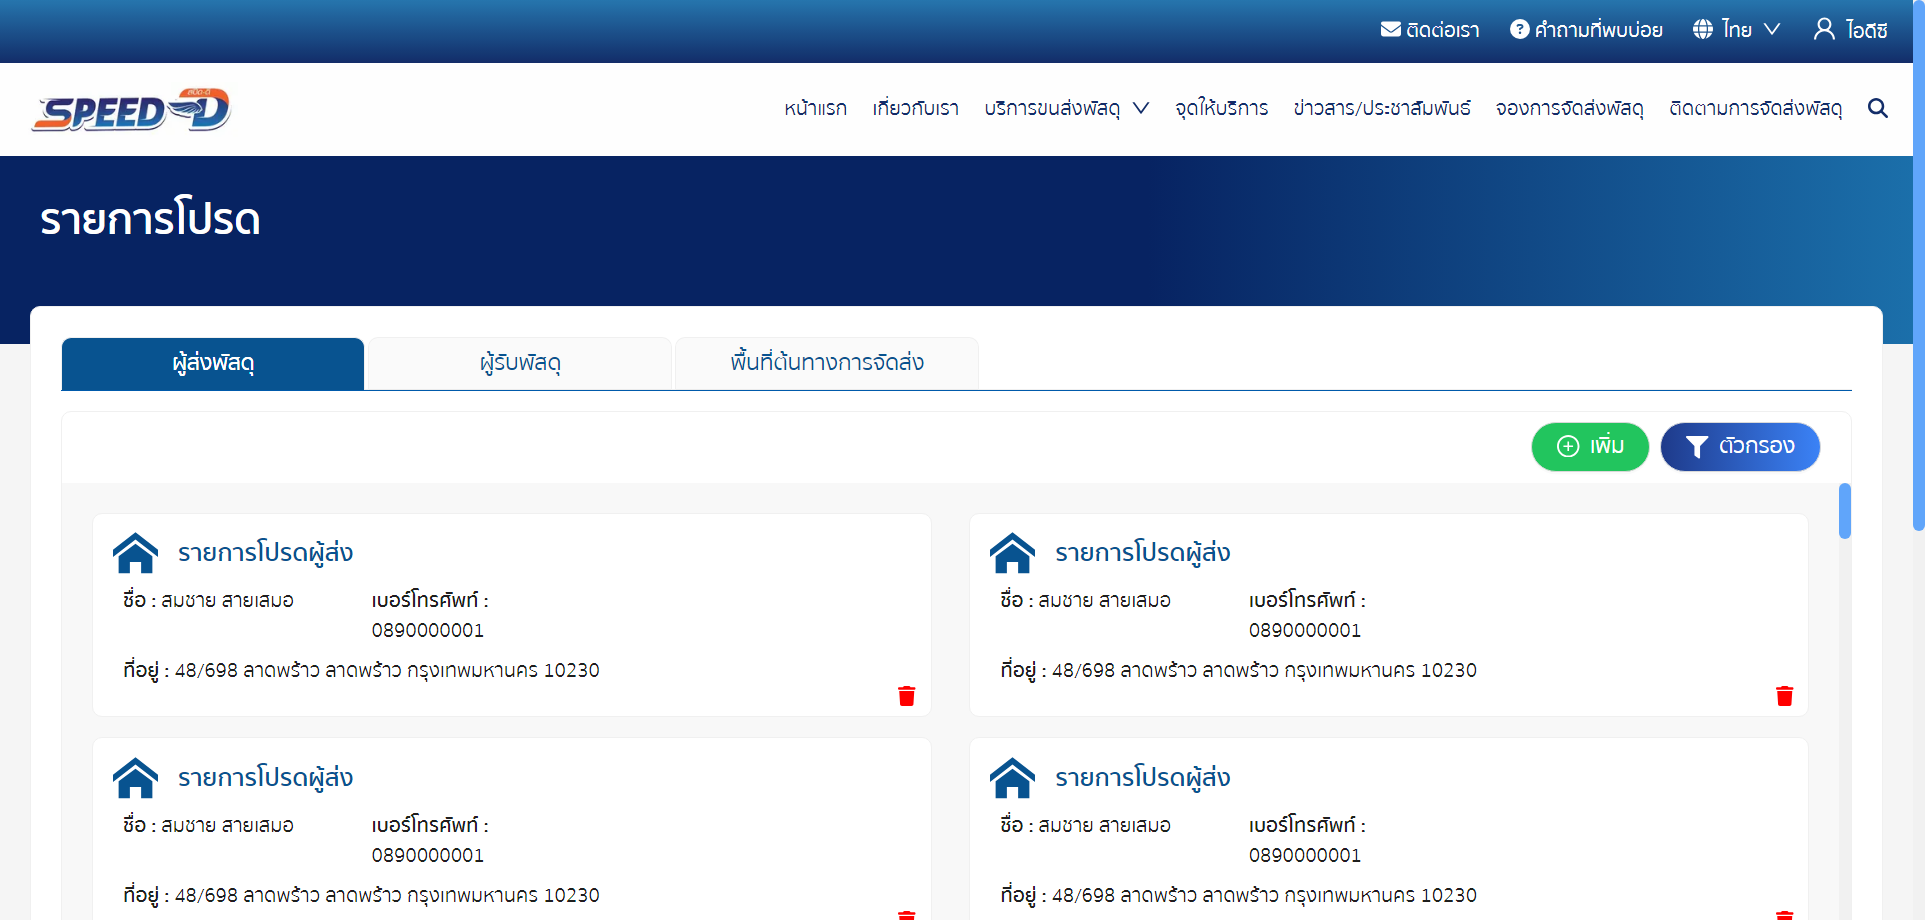 ติดต่อเรา คำถามที่พบบ่อย ไทย ไอดีซี
สปีด-ดี
SPEED-D
หน้าแรก เกี่ยวกับเรา บริการขนส่งพัสดุ จุดให้บริการ ข่าวสาร/ประชาสัมพันธ์ จองการจัดส่งพัสดุ ติดตามการจัดส่งพัสดุ
รายการโปรด
ผู้ส่งพัสดุ ผู้รับพัสดุ พื้นที่ต้นทางการจัดส่ง
เพิ่ม ตัวกรอง
รายการโปรดผู้ส่ง
ชื่อ : สมชาย สายเสมอ เบอร์โทรศัพท์ :
0890000001
ที่อยู่ : 48/698 ลาดพร้าว ลาดพร้าว กรุงเทพมหานคร 10230
รายการโปรดผู้ส่ง
ชื่อ : สมชาย สายเสมอ เบอร์โทรศัพท์ :
0890000001
ที่อยู่ : 48/698 ลาดพร้าว ลาดพร้าว กรุงเทพมหานคร 10230
รายการโปรดผู้ส่ง
ชื่อ : สมชาย สายเสมอ เบอร์โทรศัพท์ :
0890000001
ที่อยู่ : 48/698 ลาดพร้าว ลาดพร้าว กรุงเทพมหานคร 10230
รายการโปรดผู้ส่ง
ชื่อ : สมชาย สายเสมอ เบอร์โทรศัพท์ :
0890000001
ที่อยู่ : 48/698 ลาดพร้าว ลาดพร้าว กรุงเทพมหานคร 10230